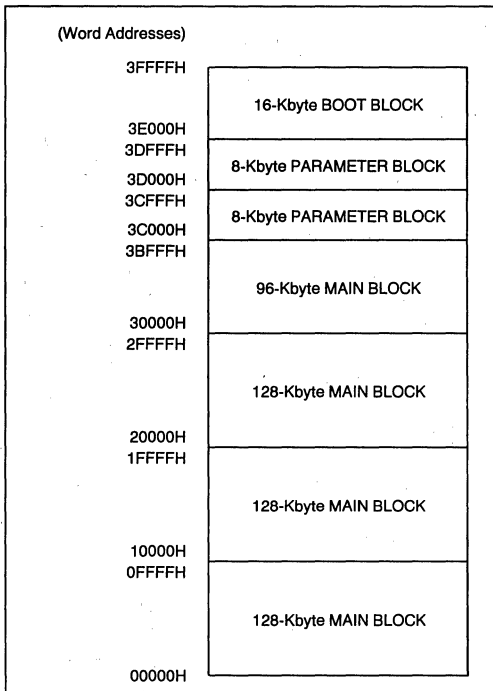 (Word Addresses)
3FFFFH
16-Kbyte BOOT BLOCK
3E000H
3DFFFH
8-Kbyte PARAMETER BLOCK
3D000H
3CFFFH
8-Kbyte PARAMETER BLOCK
3C000H
3BFFFH
96-Kbyte MAIN BLOCK
30000H
2FFFFH
128-Kbyte MAIN BLOCK
20000H
1FFFFH
128-Kbyte MAIN BLOCK
10000H
0FFFFH
128-Kbyte MAIN BLOCK
00000H